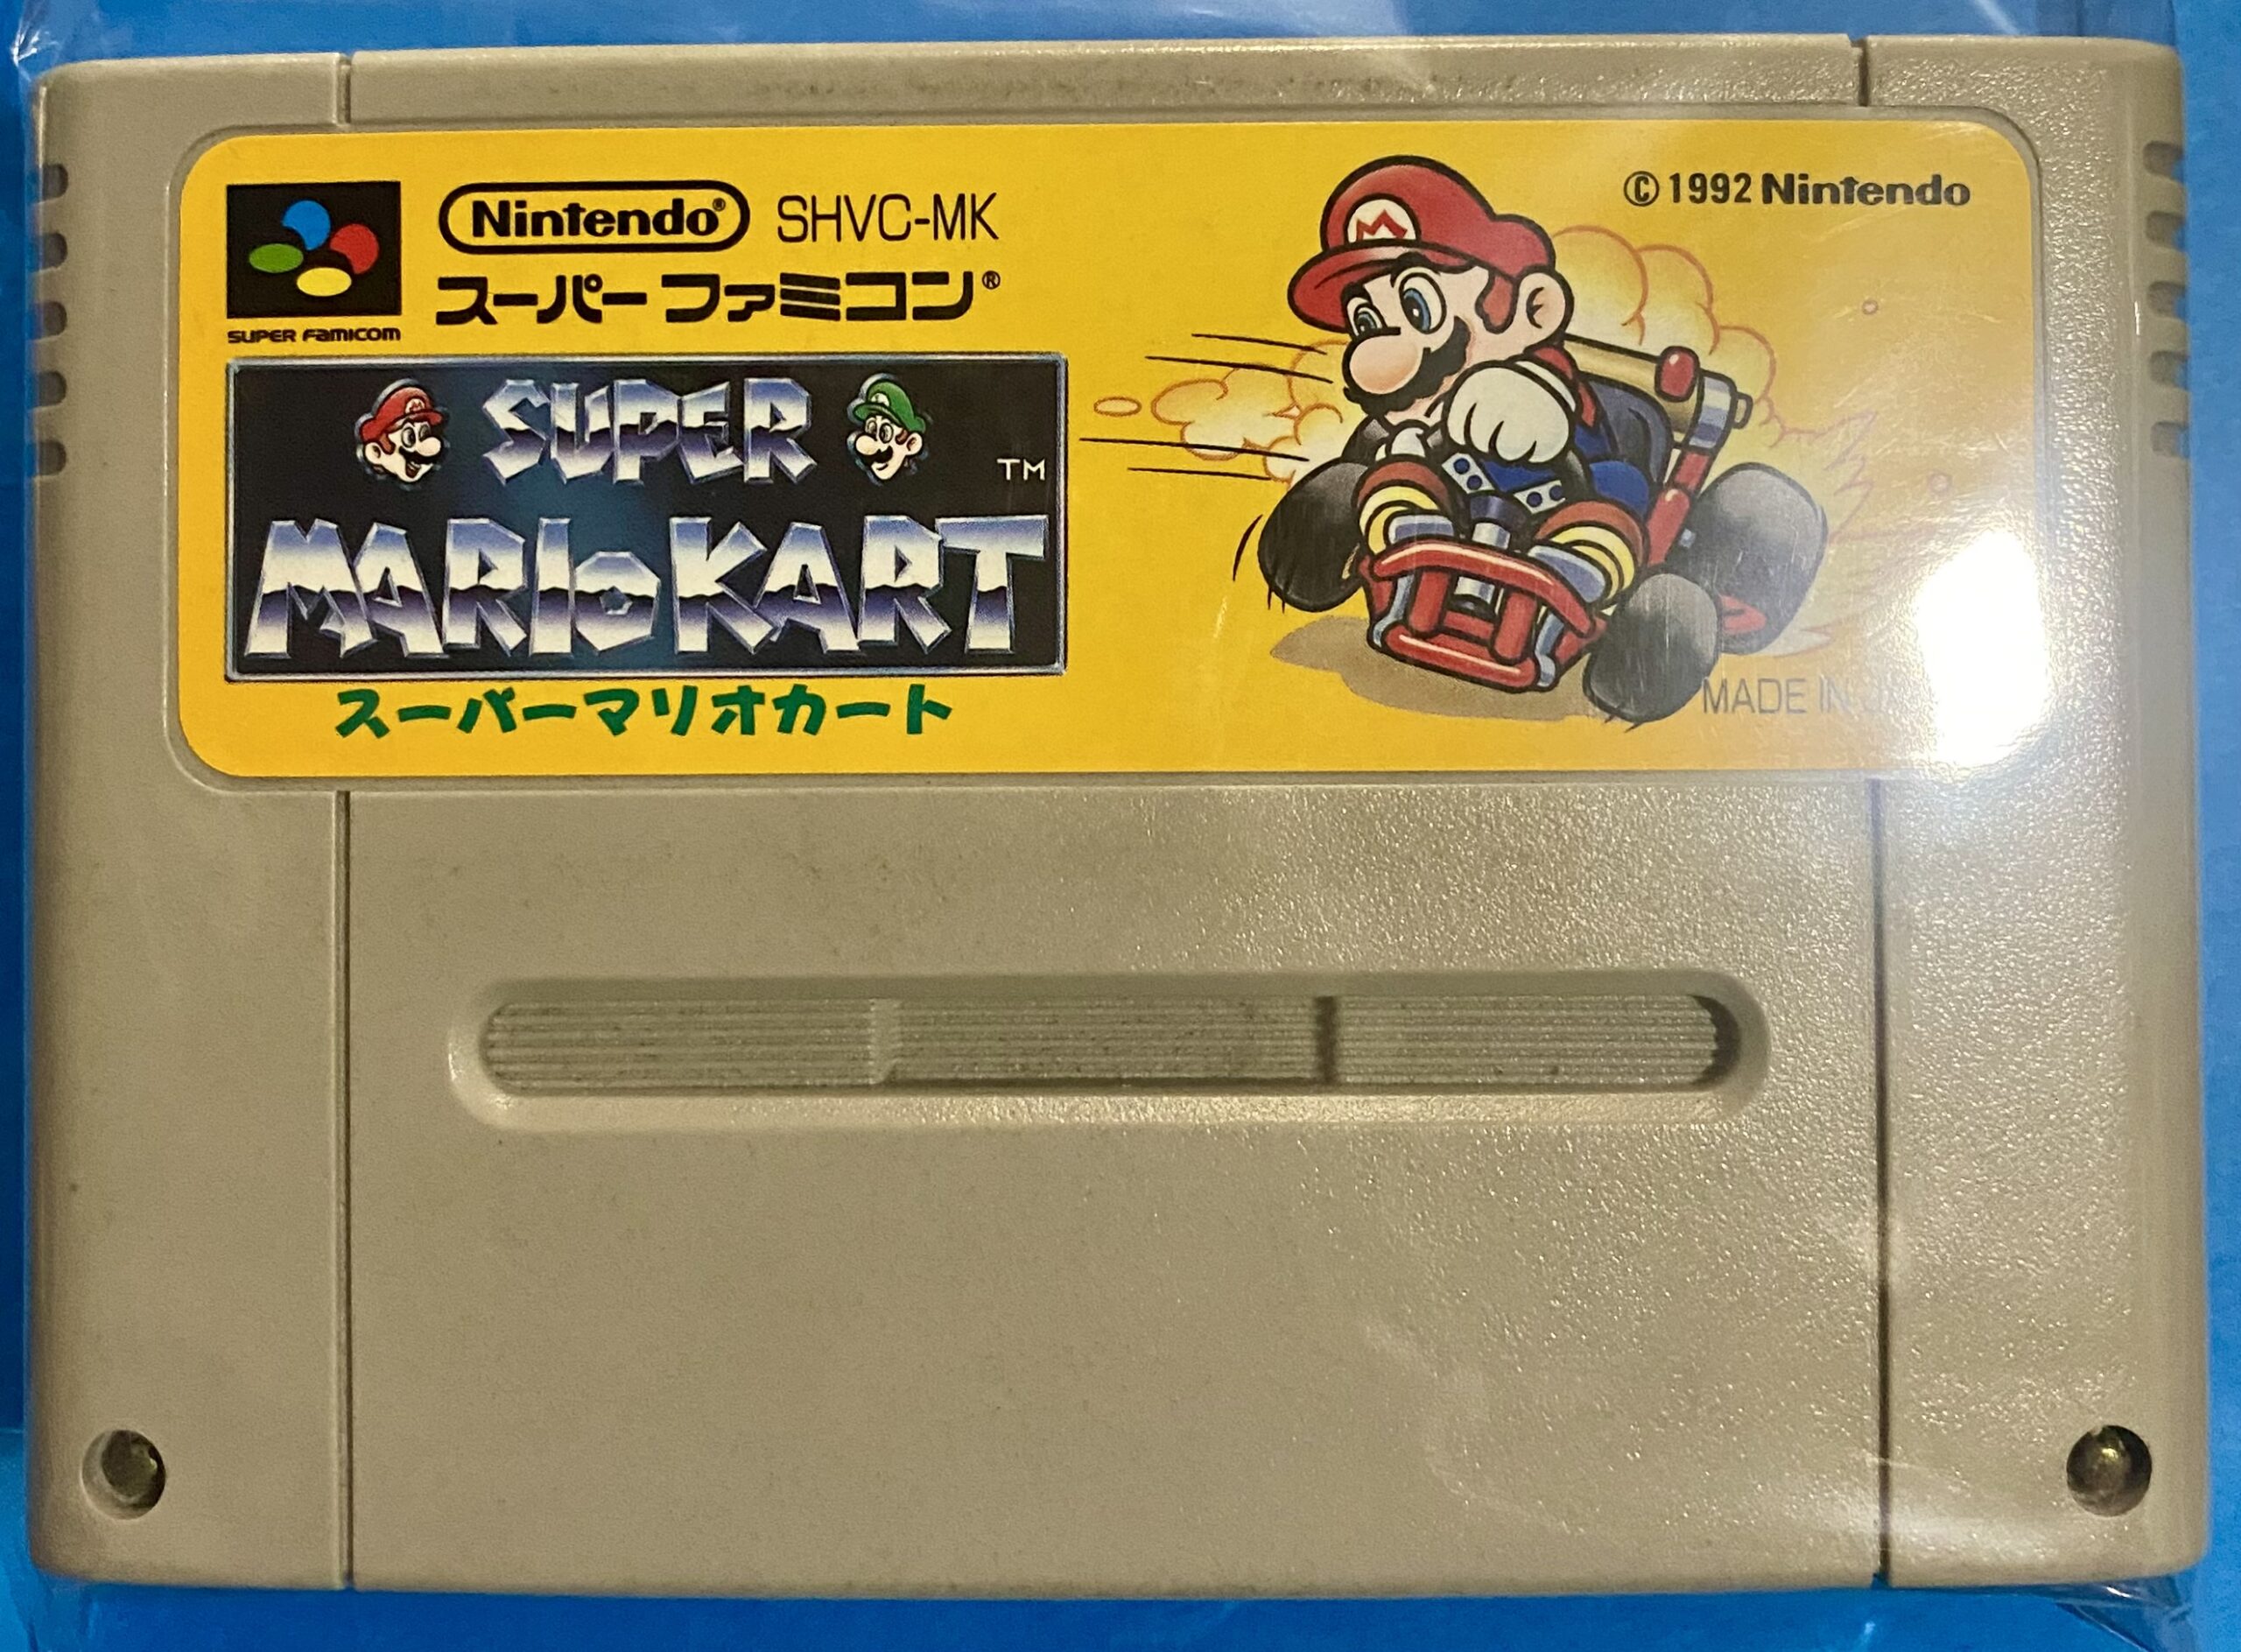 Nintendo® SHVC-MK
スーパーファミコン®
SUPER FAMICOM
SUPER
MARIO KART ™
スーパーマリオカート
© 1992 Nintendo
M
MADE IN